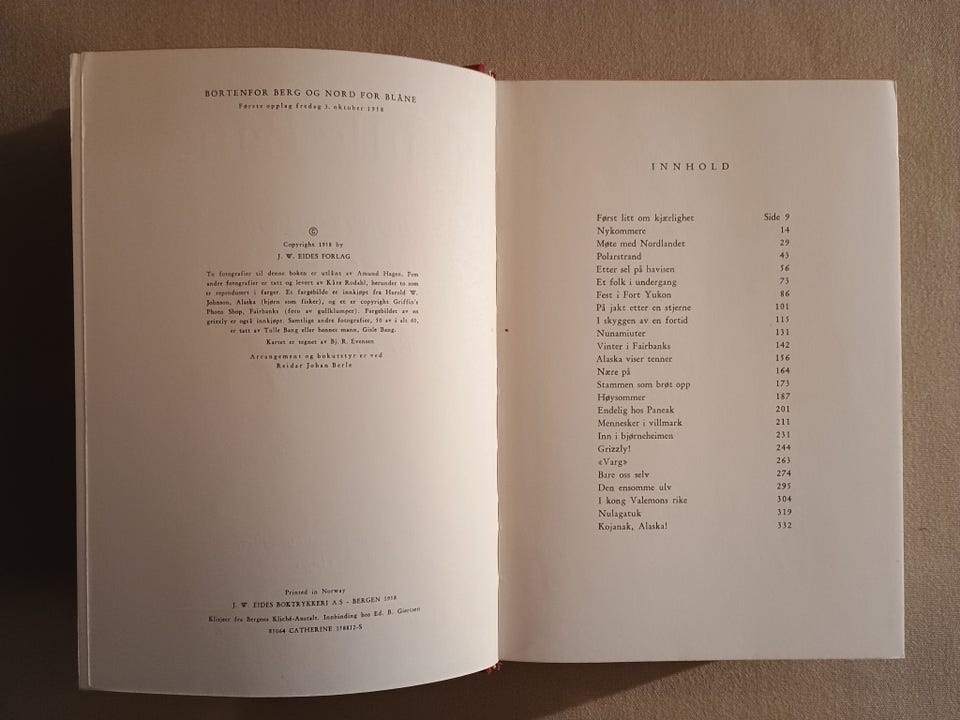 BORTENFOR BERG OG NORD FOR BLÅNE
Første opplag fredag 3. oktober 1958
©
Copyright 1958 by
J. W. EIDES FORLAG
To fotografier til denne boken er utlånt av Amund Hagen. Fem
andre fotografier er tatt og levert av Kåre Rodahl, herunder to som
er reprodusert i farger. Et fargebilde er innkjøpt fra Harold W.
Johnson, Alaska (bjørn som fisker), og et er copyright Griffin's
Photo Shop, Fairbanks (foto av gullklumper). Fargebildet av en
grizzly er også innkjøpt. Samtlige andre fotografier, 50 av i alt 60,
er tatt av Tulle Bang eller hennes mann, Gisle Bang.
Kartet er tegnet av Bj. R. Evensen
Arrangement og bokutstyr er ved
Reidar Johan Berle
Printed in Norway
J. W. EIDES BOKTRYKKERI A.S - BERGEN 1958
Klisjeer fra Bergens Kliché-Anstalt. Innbinding hos Ed. B. Giertsen
85064 CATHERINE 158812-S
INNHOLD
Først litt om kjærlighet Side 9
Nykommere 14
Møte med Nordlandet 29
Polarstrand 43
Etter sel på havisen 56
Et folk i undergang 73
Fest i Fort Yukon 86
På jakt etter en stjerne 101
I skyggen av en fortid 115
Nunamiuter 131
Vinter i Fairbanks 142
Alaska viser tenner 156
Nære på 164
Stammen som brøt opp 173
Høysommer 187
Endelig hos Paneak 201
Mennesker i villmark 211
Inn i bjørneheimen 231
Grizzly! 244
«Varg» 263
Bare oss selv 274
Den ensomme ulv 295
I kong Valemons rike 304
Nulagatuk 319
Kojanak, Alaska! 332